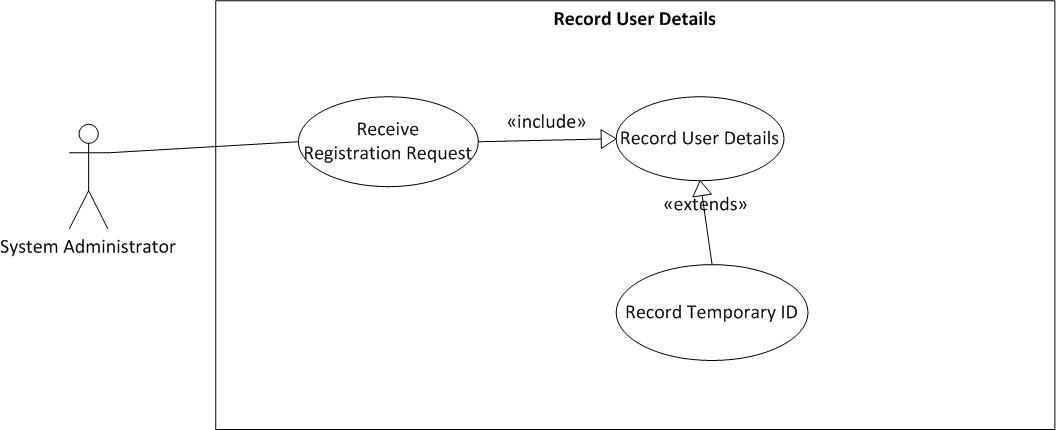 Record User Details
Receive
Registration Request
«include»
Record User Details
«extends»
System Administrator
Record Temporary ID